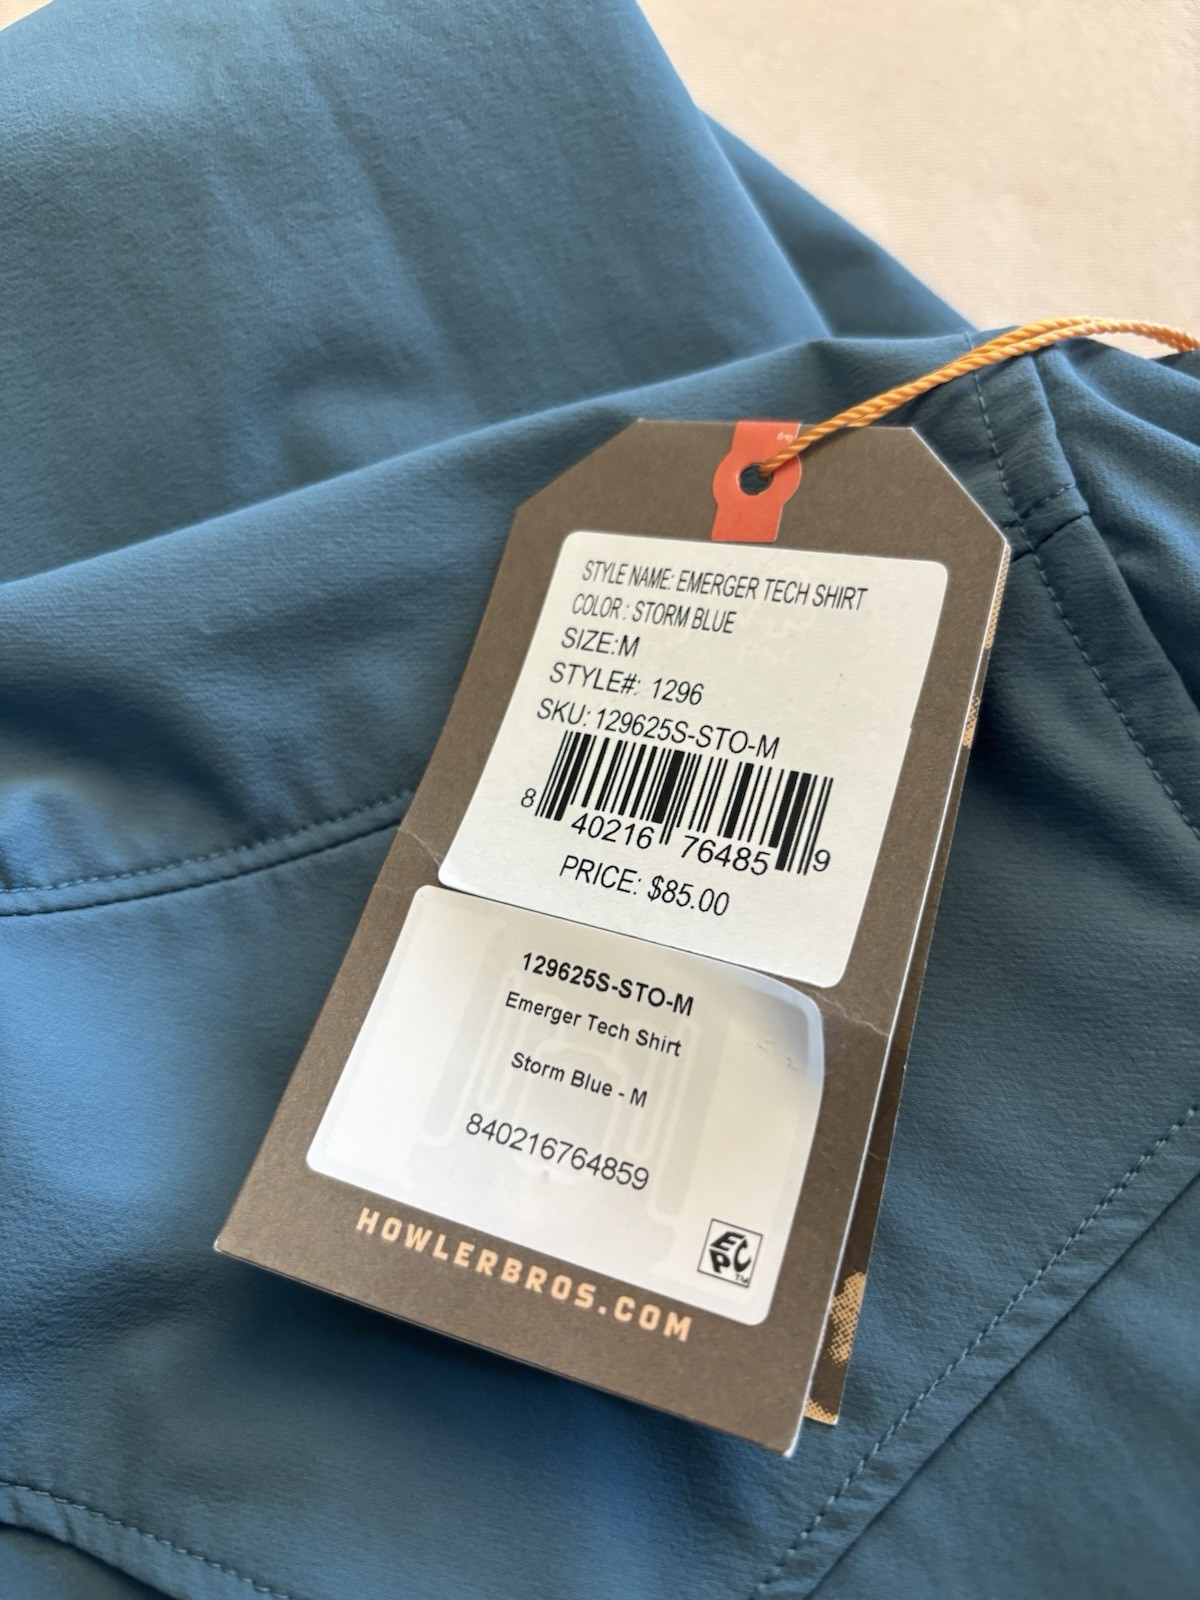 STYLE NAME: EMERGER TECH SHIRT
COLOR : STORM BLUE
SIZE:M
STYLE#: 1296
SKU: 129625S-STO-M
8 40216 76485 9
PRICE: $85.00
129625S-STO-M
Emerger Tech Shirt
Storm Blue - M
840216764859
EPC™
HOWLERBROS.COM